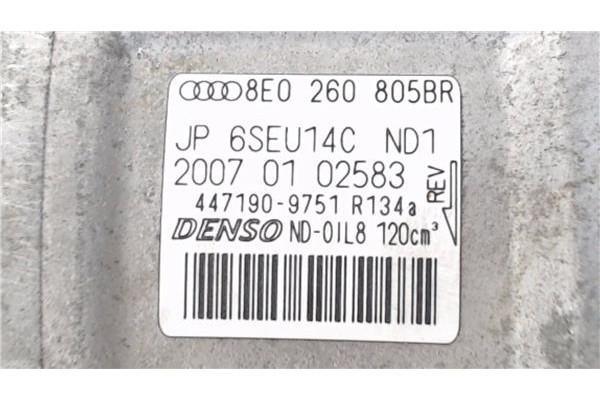 8E0 260 805BR
JP 6SEU14C ND1
2007 01 02583
REV
447190-9751 R134a
DENSO ND-OIL8 120cm³